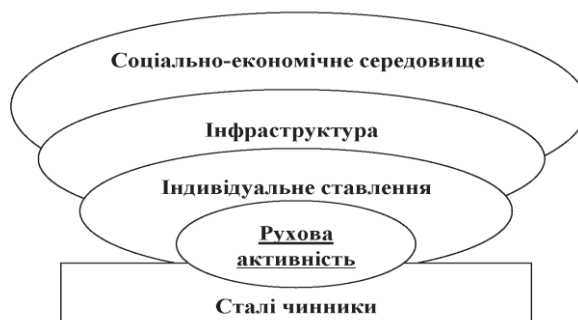 Соціально-економічне середовище
Інфраструктура
Індивідуальне ставлення
Рухова
активність
Сталі чинники